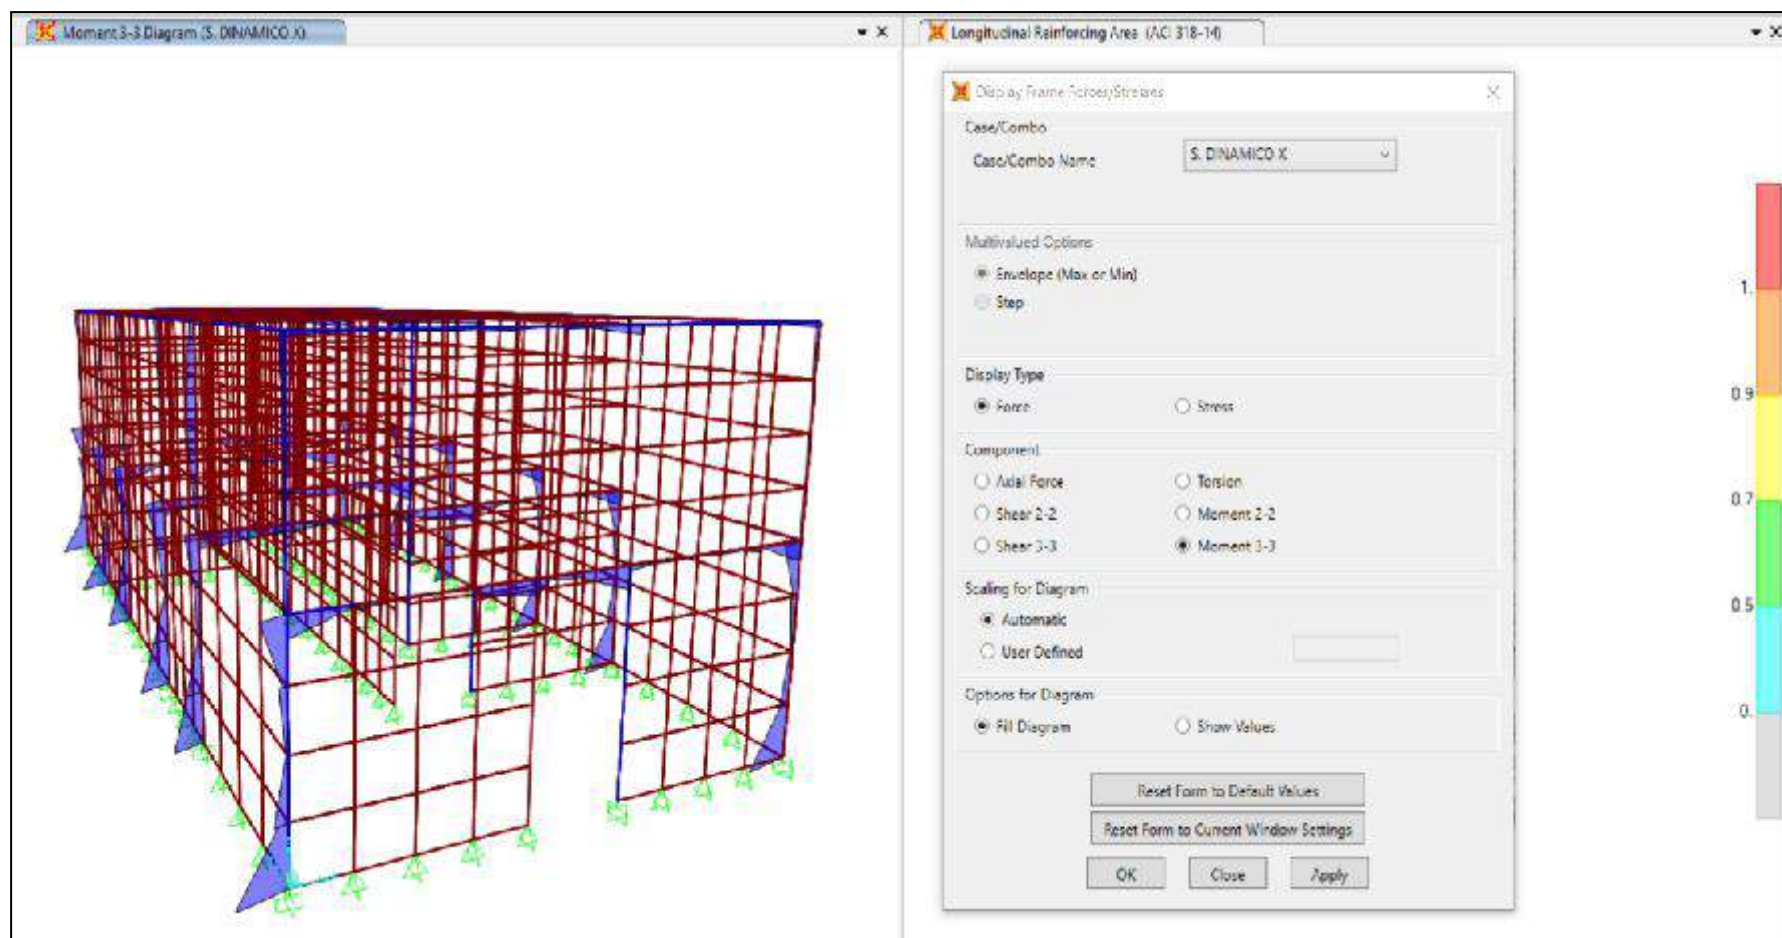 Moment 3-3 Diagram (S. DINAMICO X)
Longitudinal Reinforcing Area (ACI 318-14)
Display Frame Forces/Stresses
Case/Combo
Case/Combo Name
S. DINAMICO X
Multivalued Options
Envelope (Max or Min)
Step
Display Type
Force
Stress
Component
Axial Force
Torsion
Shear 2-2
Moment 2-2
Shear 3-3
Moment 3-3
Scaling for Diagram
Automatic
User Defined
Options for Diagram
Fill Diagram
Show Values
Reset Form to Default Values
Reset Form to Current Window Settings
OK
Close
Apply
1.
0.9
0.7
0.5
0.